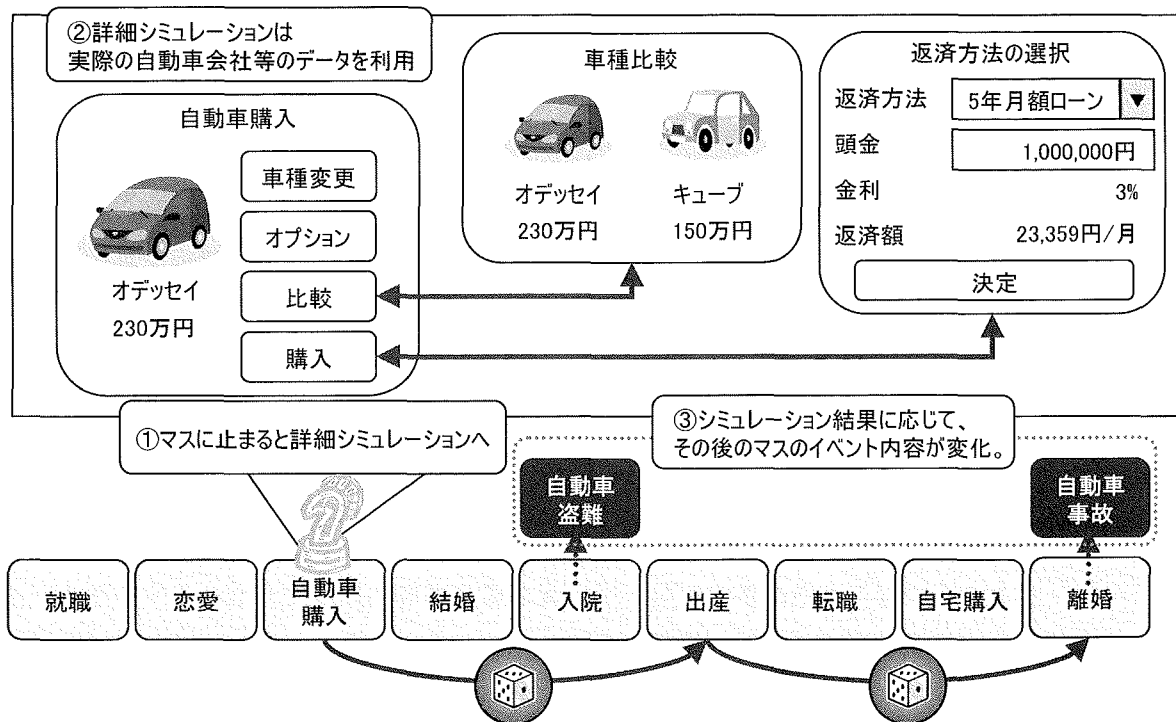 ②詳細シミュレーションは
実際の自動車会社等のデータを利用
自動車購入
車種変更
オプション
比較
購入
オデッセイ
230万円
車種比較
オデッセイ
キューブ
230万円
150万円
返済方法の選択
返済方法
5年月額ローン
▼
頭金
1,000,000円
金利
3%
返済額
23,359円/月
決定
①マスに止まると詳細シミュレーションへ
③シミュレーション結果に応じて、
その後のマスのイベント内容が変化。
自動車
盗難
自動車
事故
就職
恋愛
自動車
購入
結婚
入院
出産
転職
自宅購入
離婚